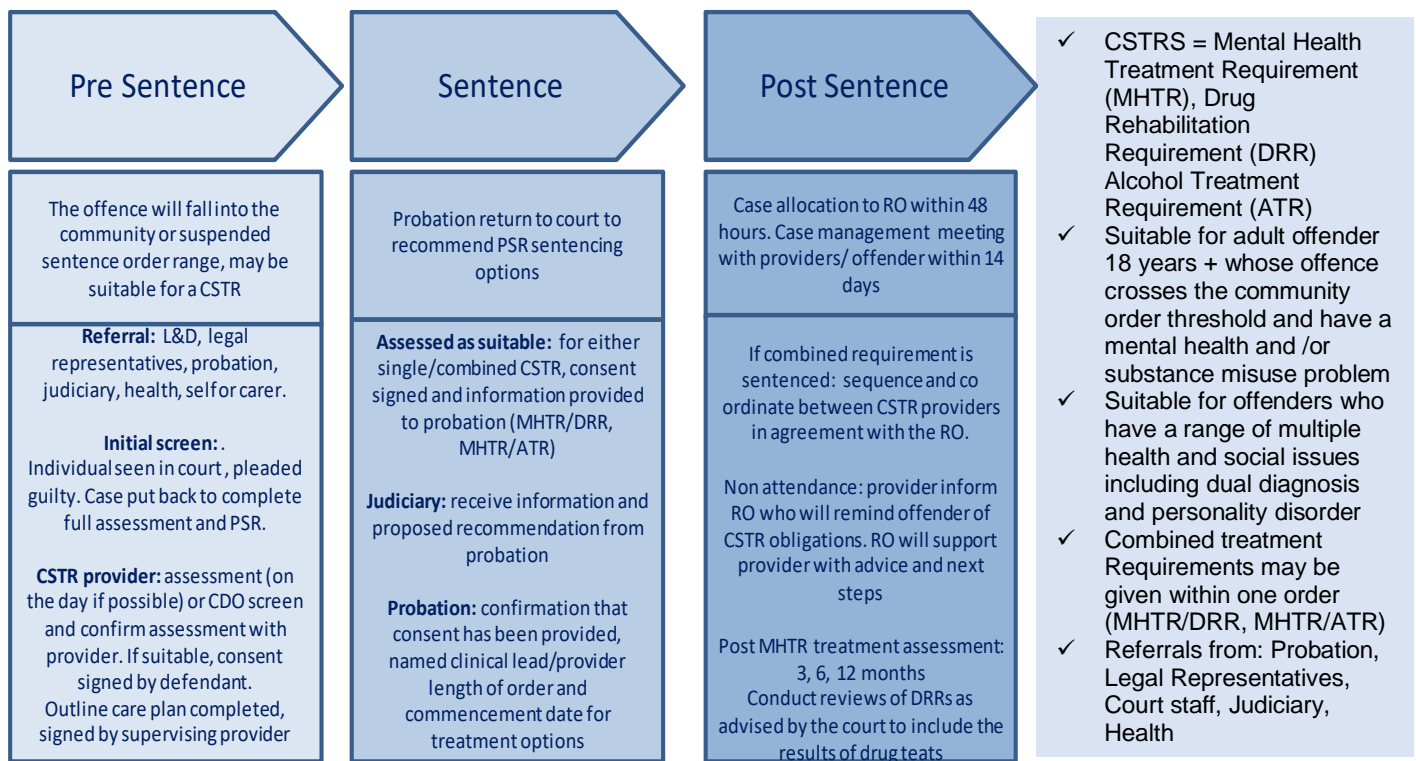 Pre Sentence
The offence will fall into the
community or suspended
sentence order range, may be
suitable for a CSTR
Referral: L&D, legal
representatives, probation,
judiciary, health, self or carer.
Initial screen: .
Individual seen in court , pleaded
guilty. Case put back to complete
full assessment and PSR.
CSTR provider: assessment (on
the day if possible) or CDO screen
and confirm assessment with
provider. If suitable, consent
signed by defendant.
Outline care plan completed,
signed by supervising provider
Sentence
Probation return to court to
recommend PSR sentencing
options
Assessed as suitable: for either
single/combined CSTR, consent
signed and information provided
to probation (MHTR/DRR,
MHTR/ATR)
Judiciary: receive information and
proposed recommendation from
probation
Probation: confirmation that
consent has been provided,
named clinical lead/provider
length of order and
commencement date for
treatment options
Post Sentence
Case allocation to RO within 48
hours. Case management meeting
with providers/ offender within 14
days
If combined requirement is
sentenced: sequence and co
ordinate between CSTR providers
in agreement with the RO.
Non attendance: provider inform
RO who will remind offender of
CSTR obligations. RO will support
provider with advice and next
steps
Post MHTR treatment assessment:
3, 6, 12 months
Conduct reviews of DRRs as
advised by the court to include the
results of drug teats
✓ CSTRS = Mental Health
Treatment Requirement
(MHTR), Drug
Rehabilitation
Requirement (DRR)
Alcohol Treatment
Requirement (ATR)
✓ Suitable for adult offender
18 years + whose offence
crosses the community
order threshold and have a
mental health and /or
substance misuse problem
✓ Suitable for offenders who
have a range of multiple
health and social issues
including dual diagnosis
and personality disorder
✓ Combined treatment
Requirements may be
given within one order
(MHTR/DRR, MHTR/ATR)
✓ Referrals from: Probation,
Legal Representatives,
Court staff, Judiciary,
Health